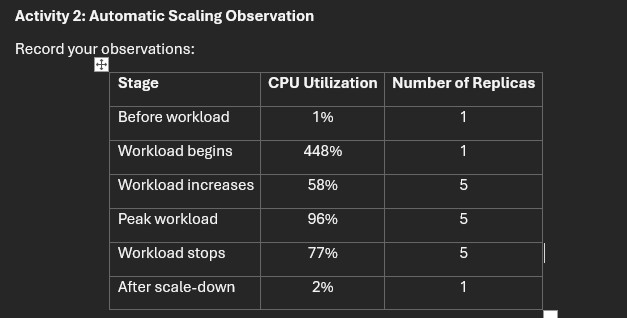 Activity 2: Automatic Scaling Observation
Record your observations:
Stage CPU Utilization Number of Replicas
Before workload 1% 1
Workload begins 448% 1
Workload increases 58% 5
Peak workload 96% 5
Workload stops 77% 5
After scale-down 2% 1